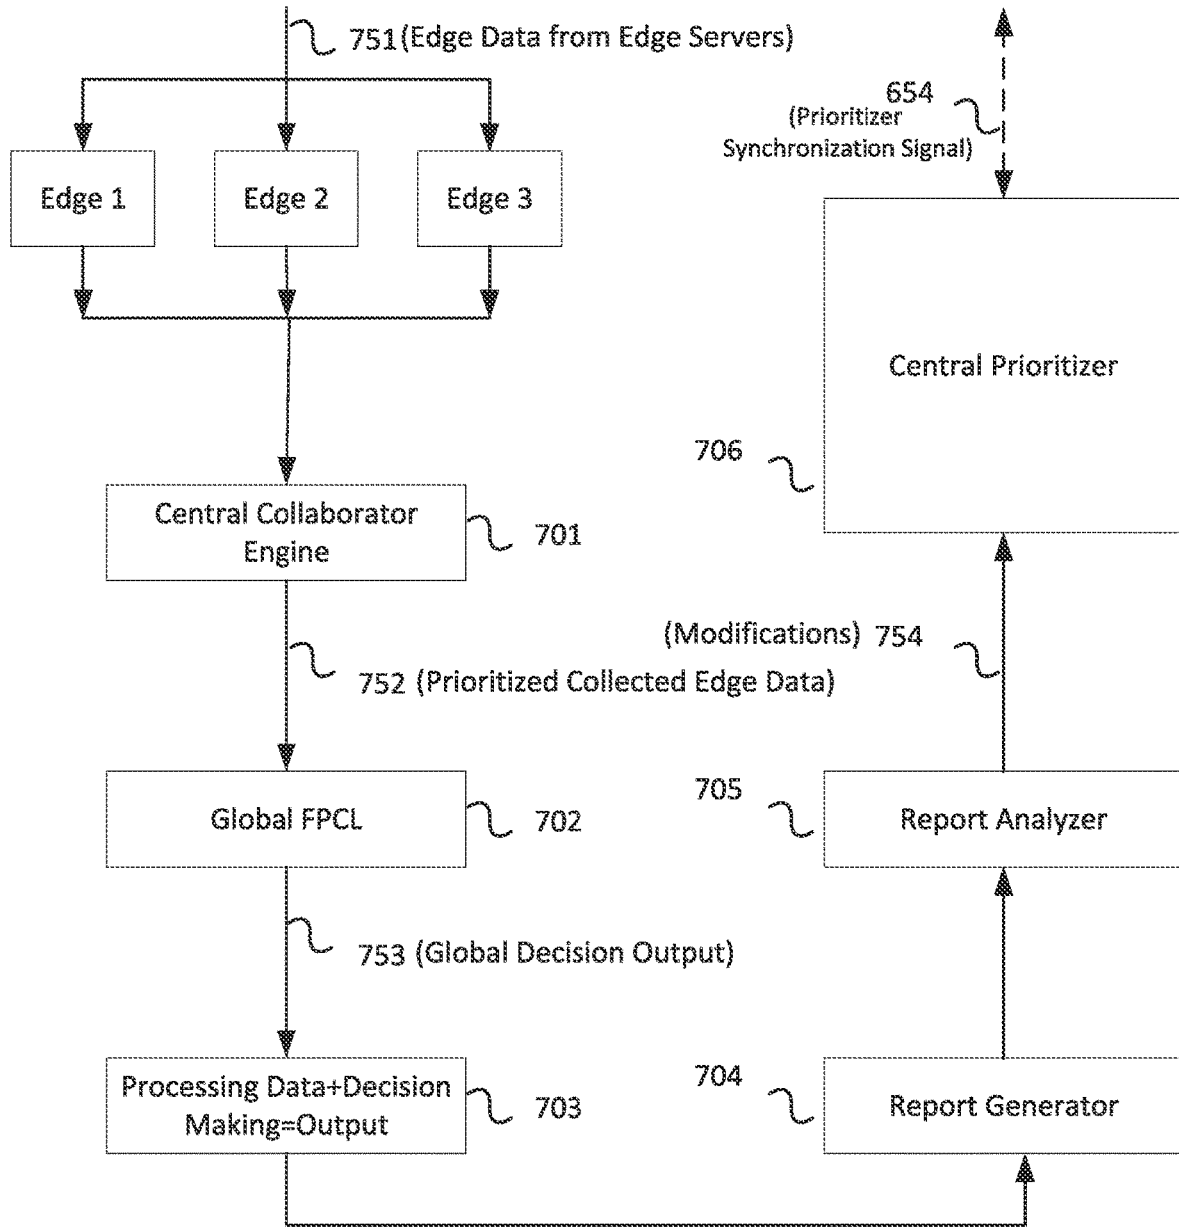 751 (Edge Data from Edge Servers)
654
(Prioritizer
Synchronization Signal)
Edge 1
Edge 2
Edge 3
Central Prioritizer
706
Central Collaborator
Engine
701
(Modifications) 754
752 (Prioritized Collected Edge Data)
Global FPCL
702
705
Report Analyzer
753 (Global Decision Output)
Processing Data+Decision
Making=Output
703
704
Report Generator